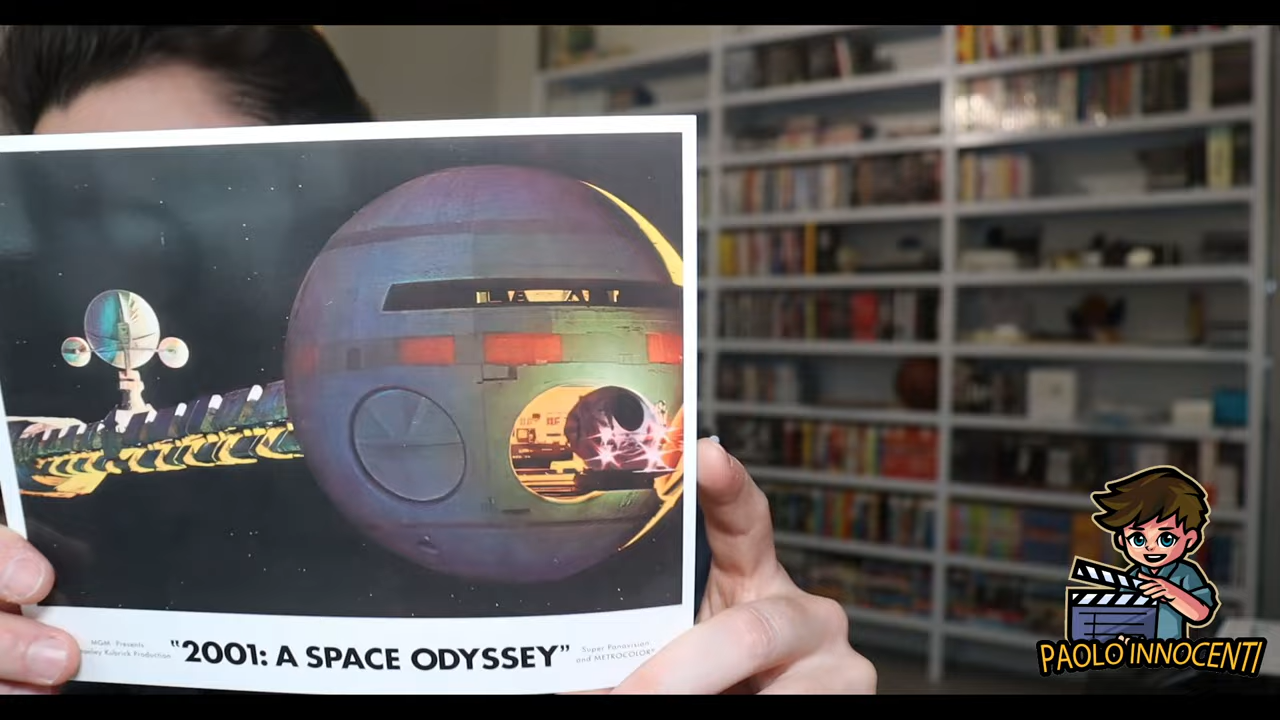 MGM Presents
Stanley Kubrick Production
"2001: A SPACE ODYSSEY"
Super Panavision
and METROCOLOR
PAOLO INNOCENTI